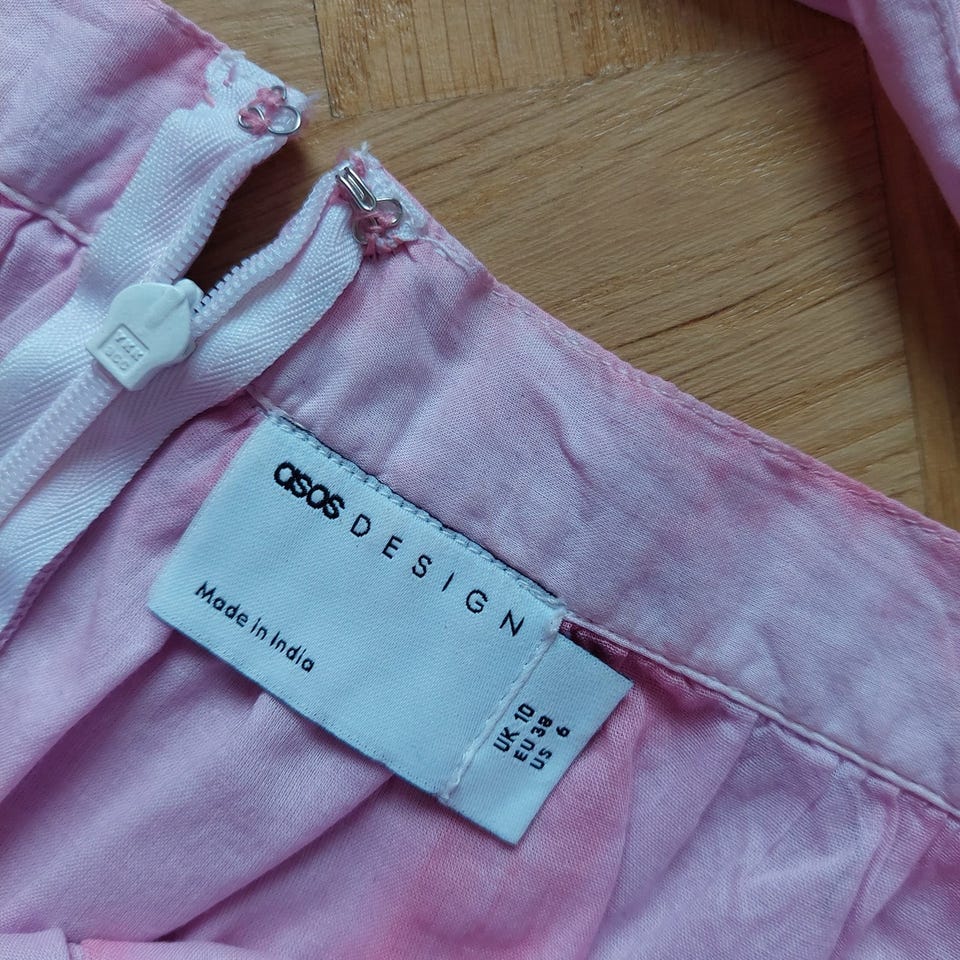 asos DESIGN
Made in India
UK 10
EU 38
US 6